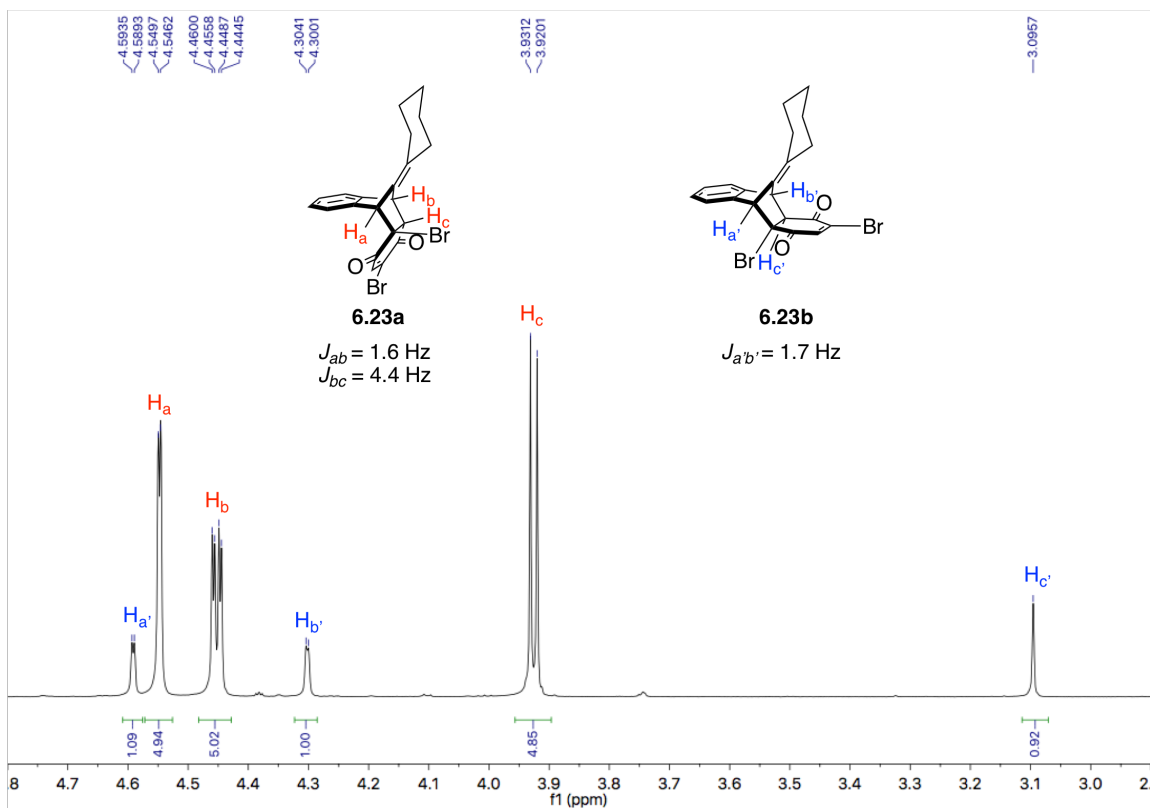 4.5935
4.5893
4.5497
4.5462
4.4600
4.4558
4.4487
4.4445
4.3041
4.3001
3.9312
3.9201
3.0957
Hb
Hc
Ha
Br
O
O
Br
6.23a
Jab = 1.6 Hz
Jbc = 4.4 Hz
Hb'
O
Br
Ha'
O
Br
Hc'
6.23b
Ja'b' = 1.7 Hz
Hc
Ha
Hb
Ha'
Hb'
Hc'
1.09
4.94
5.02
1.00
4.85
0.92
8 4.7 4.6 4.5 4.4 4.3 4.2 4.1 4.0 3.9 3.8 3.7 3.6 3.5 3.4 3.3 3.2 3.1 3.0 2.
f1 (ppm)